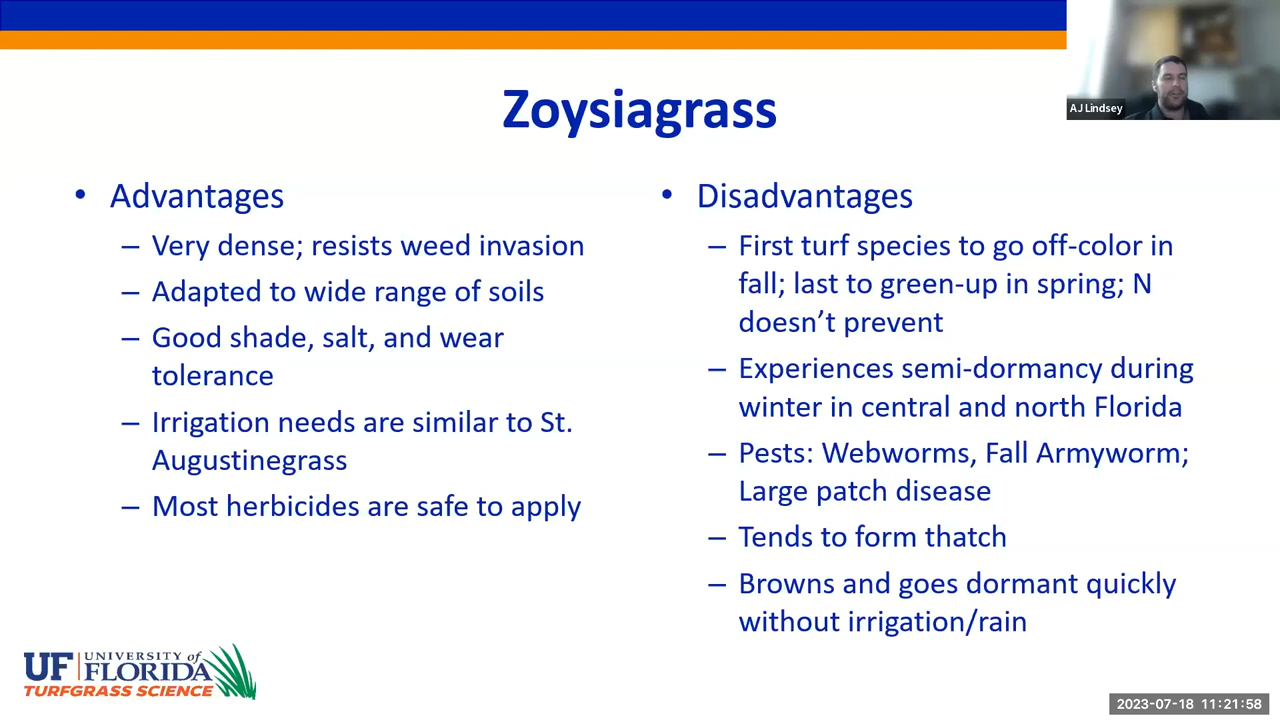 AJ Lindsey
Zoysiagrass
• Advantages
– Very dense; resists weed invasion
– Adapted to wide range of soils
– Good shade, salt, and wear
tolerance
– Irrigation needs are similar to St.
Augustinegrass
– Most herbicides are safe to apply
• Disadvantages
– First turf species to go off-color in
fall; last to green-up in spring; N
doesn’t prevent
– Experiences semi-dormancy during
winter in central and north Florida
– Pests: Webworms, Fall Armyworm;
Large patch disease
– Tends to form thatch
– Browns and goes dormant quickly
without irrigation/rain
UF | UNIVERSITY of
FLORIDA
TURFGRASS SCIENCE
2023-07-18 11:21:58